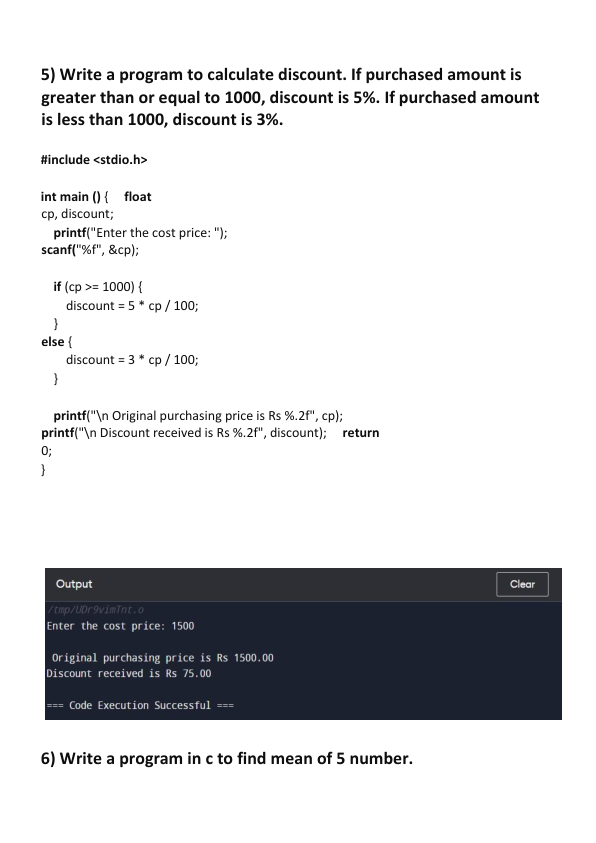 5) Write a program to calculate discount. If purchased amount is
greater than or equal to 1000, discount is 5%. If purchased amount
is less than 1000, discount is 3%.
#include <stdio.h>
int main () {    float
cp, discount;
    printf("Enter the cost price: ");
scanf("%f", &cp);
    if (cp >= 1000) {
        discount = 5 * cp / 100;
    }
else {
        discount = 3 * cp / 100;
    }
    printf("\n Original purchasing price is Rs %.2f", cp);
printf("\n Discount received is Rs %.2f", discount);    return
0;
}
Output Clear
/tmp/UDr9vimTnt.o
Enter the cost price: 1500
 Original purchasing price is Rs 1500.00
Discount received is Rs 75.00
=== Code Execution Successful ===
6) Write a program in c to find mean of 5 number.